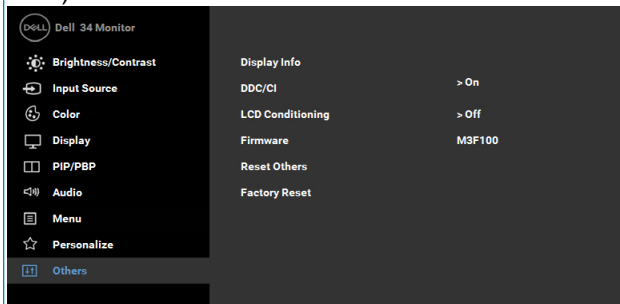 DELL Dell 34 Monitor
Brightness/Contrast Display Info
Input Source DDC/CI > On
Color LCD Conditioning > Off
Display Firmware M3F100
PIP/PBP Reset Others
Audio Factory Reset
Menu
Personalize
Others